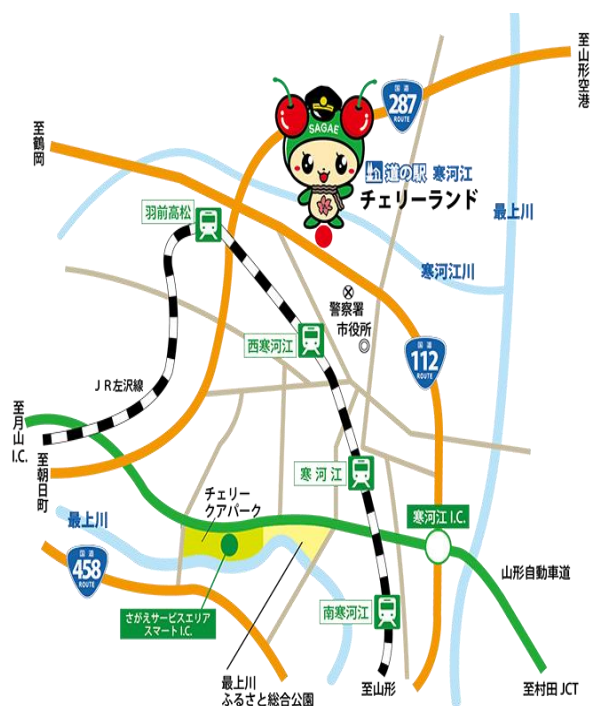 至山形空港
国道
287
ROUTE
SAGAE
至鶴岡
道の駅 寒河江
チェリーランド
最上川
羽前高松
寒河江川
警察署
市役所
西寒河江
国道
112
ROUTE
JR左沢線
至月山I.C.
至朝日町
寒河江
チェリー
クアパーク
寒河江I.C.
最上川
国道
458
ROUTE
山形自動車道
さがえサービスエリア
スマートI.C.
南寒河江
最上川
ふるさと総合公園
至山形
至村田JCT